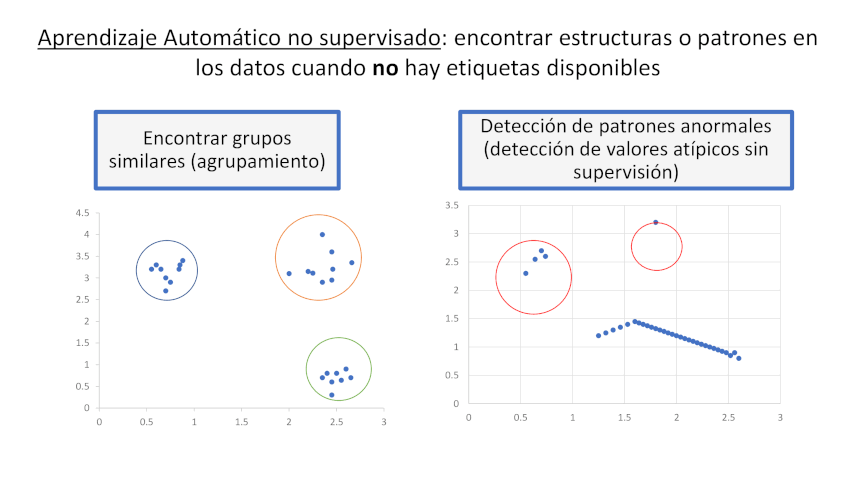 Aprendizaje Automático no supervisado: encontrar estructuras o patrones en
los datos cuando no hay etiquetas disponibles
Encontrar grupos
similares (agrupamiento)
Detección de patrones anormales
(detección de valores atípicos sin
supervisión)
4.5
4
3.5
3
2.5
2
1.5
1
0.5
0
0 0.5 1 1.5 2 2.5 3
3.5
3
2.5
2
1.5
1
0.5
0
0 0.5 1 1.5 2 2.5 3